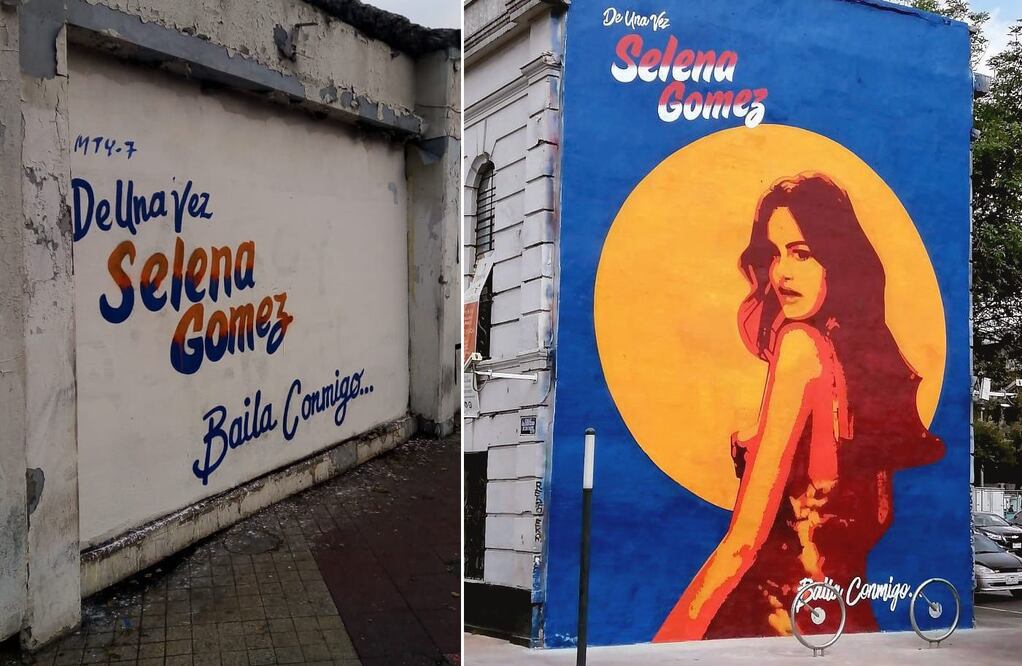 MTY-7
De Una Vez
Selena
Gomez
Baila Conmigo...
De Una Vez
Selena
Gomez
Baila Conmigo...